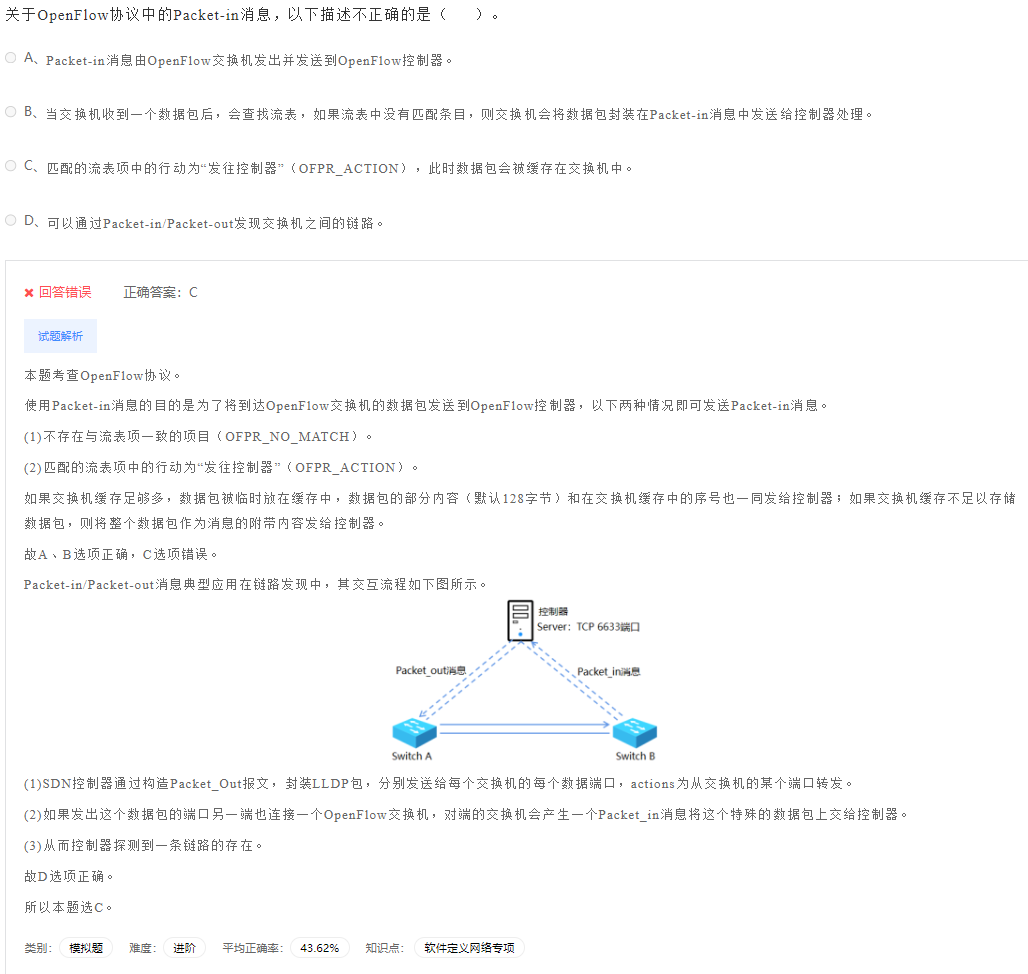 关于OpenFlow协议中的Packet-in消息，以下描述不正确的是（　　）。
A、Packet-in消息由OpenFlow交换机发出并发送到OpenFlow控制器。
B、当交换机收到一个数据包后，会查找流表，如果流表中没有匹配条目，则交换机会将数据包封装在Packet-in消息中发送给控制器处理。
C、匹配的流表项中的行动为“发往控制器”（OFPR_ACTION），此时数据包会被缓存在交换机中。
D、可以通过Packet-in/Packet-out发现交换机之间的链路。
回答错误 正确答案：C
试题解析
本题考查OpenFlow协议。
使用Packet-in消息的目的是为了将到达OpenFlow交换机的数据包发送到OpenFlow控制器，以下两种情况即可发送Packet-in消息。
(1)不存在与流表项一致的项目（OFPR_NO_MATCH）。
(2)匹配的流表项中的行动为“发往控制器”（OFPR_ACTION）。
如果交换机缓存足够多，数据包被临时放在缓存中，数据包的部分内容（默认128字节）和在交换机缓存中的序号也一同发给控制器；如果交换机缓存不足以存储
数据包，则将整个数据包作为消息的附带内容发给控制器。
故A、B选项正确，C选项错误。
Packet-in/Packet-out消息典型应用在链路发现中，其交互流程如下图所示。
控制器
Server：TCP 6633端口
Packet_out消息 Packet_in消息
Switch A Switch B
(1)SDN控制器通过构造Packet_Out报文，封装LLDP包，分别发送给每个交换机的每个数据端口，actions为从交换机的某个端口转发。
(2)如果发出这个数据包的端口另一端也连接一个OpenFlow交换机，对端的交换机会产生一个Packet_in消息将这个特殊的数据包上交给控制器。
(3)从而控制器探测到一条链路的存在。
故D选项正确。
所以本题选C。
类别： 模拟题 难度： 进阶 平均正确率： 43.62% 知识点： 软件定义网络专项